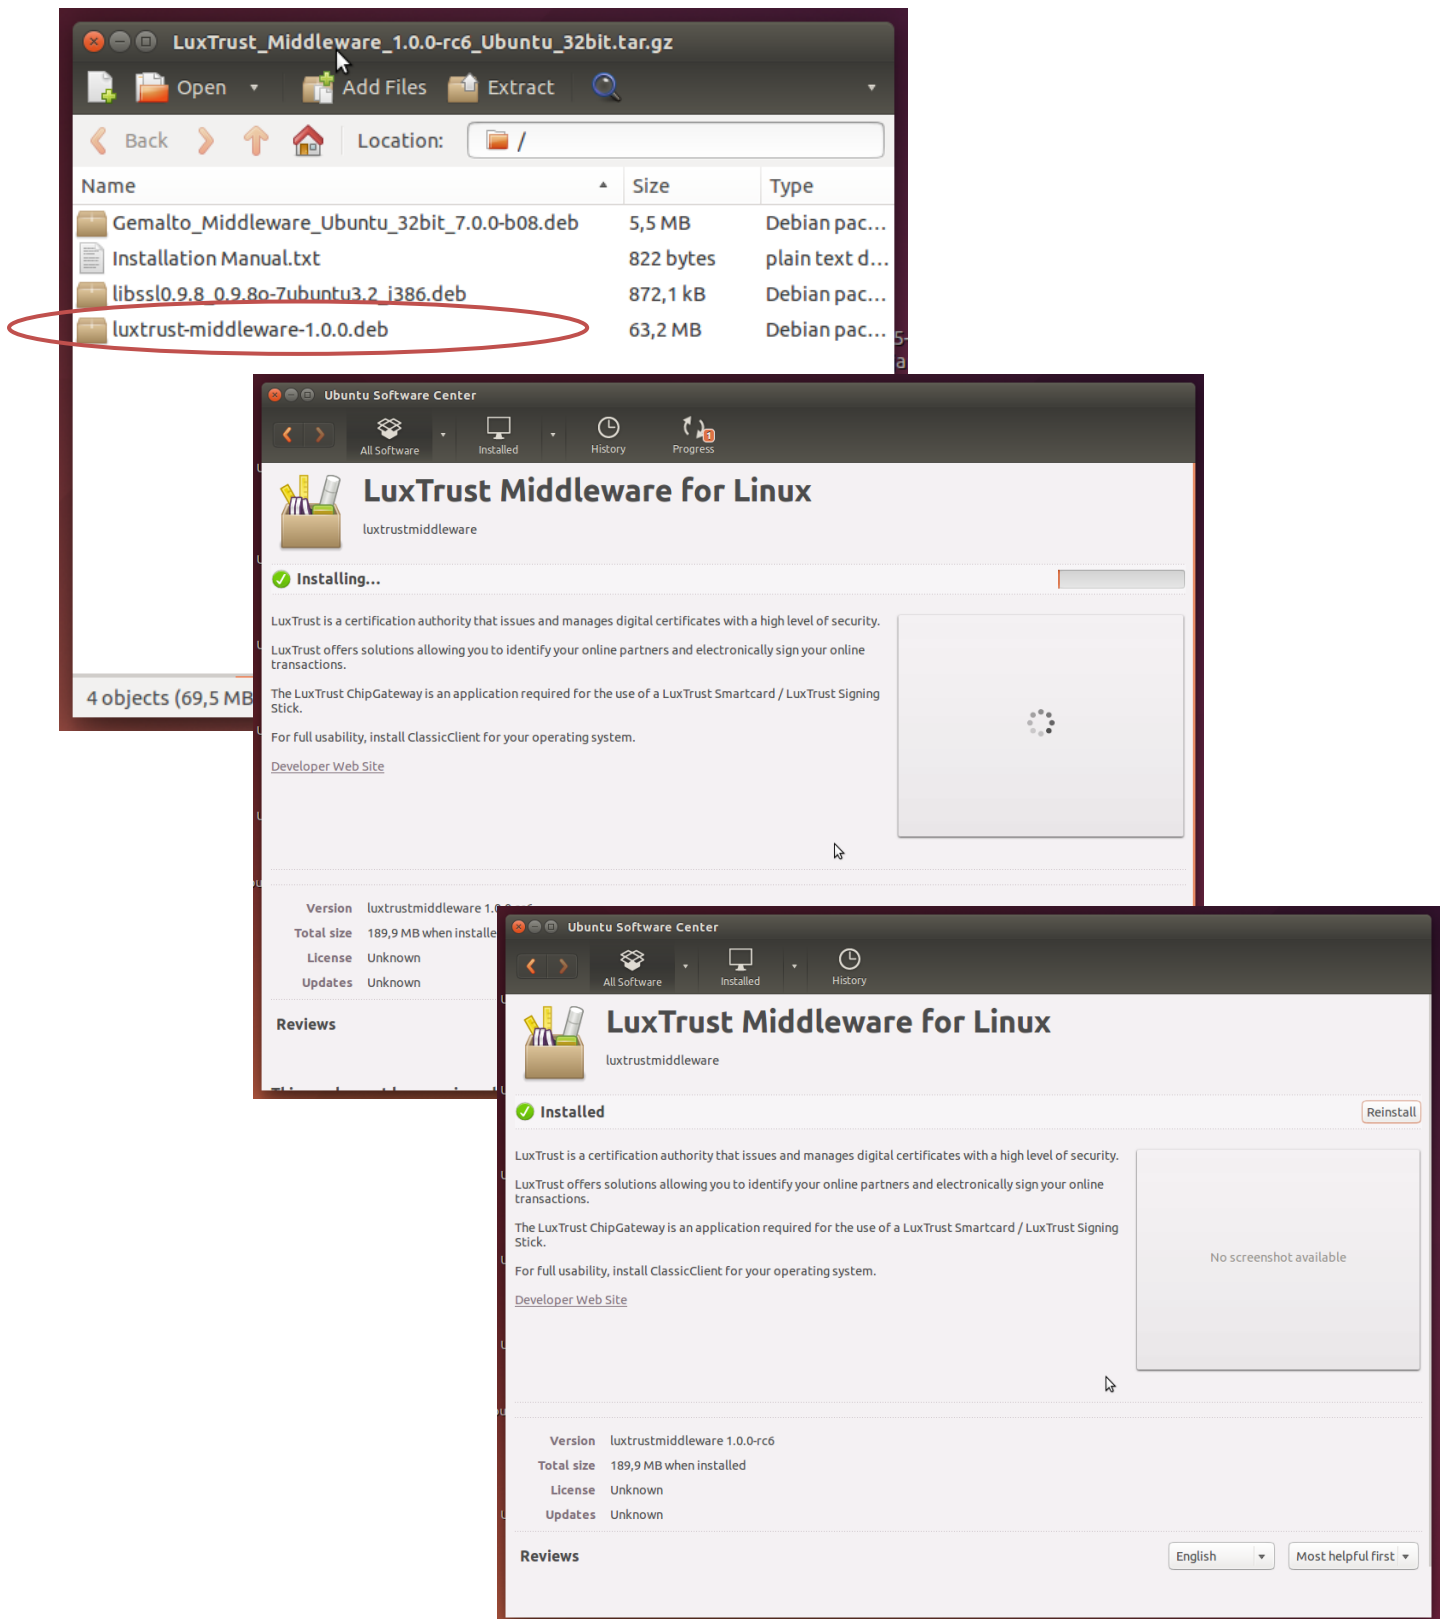 LuxTrust_Middleware_1.0.0-rc6_Ubuntu_32bit.tar.gz
Open Add Files Extract
Back Location: /
Name Size Type
Gemalto_Middleware_Ubuntu_32bit_7.0.0-b08.deb 5,5 MB Debian pac...
Installation Manual.txt 822 bytes plain text d...
libssl0.9.8_0.9.8o-7ubuntu3.2_i386.deb 872,1 kB Debian pac...
luxtrust-middleware-1.0.0.deb 63,2 MB Debian pac...
4 objects (69,5 MB
Ubuntu Software Center
All Software Installed History Progress 1
LuxTrust Middleware for Linux
luxtrustmiddleware
Installing...
LuxTrust is a certification authority that issues and manages digital certificates with a high level of security.
LuxTrust offers solutions allowing you to identify your online partners and electronically sign your online
transactions.
The LuxTrust ChipGateway is an application required for the use of a LuxTrust Smartcard / LuxTrust Signing
Stick.
For full usability, install ClassicClient for your operating system.
Developer Web Site
Version luxtrustmiddleware 1.0.0-rc6
Total size 189,9 MB when installe
License Unknown
Updates Unknown
Reviews
Ubuntu Software Center
All Software Installed History
LuxTrust Middleware for Linux
luxtrustmiddleware
Installed Reinstall
LuxTrust is a certification authority that issues and manages digital certificates with a high level of security.
LuxTrust offers solutions allowing you to identify your online partners and electronically sign your online
transactions.
The LuxTrust ChipGateway is an application required for the use of a LuxTrust Smartcard / LuxTrust Signing
Stick.
For full usability, install ClassicClient for your operating system.
Developer Web Site
No screenshot available
Version luxtrustmiddleware 1.0.0-rc6
Total size 189,9 MB when installed
License Unknown
Updates Unknown
Reviews English Most helpful first